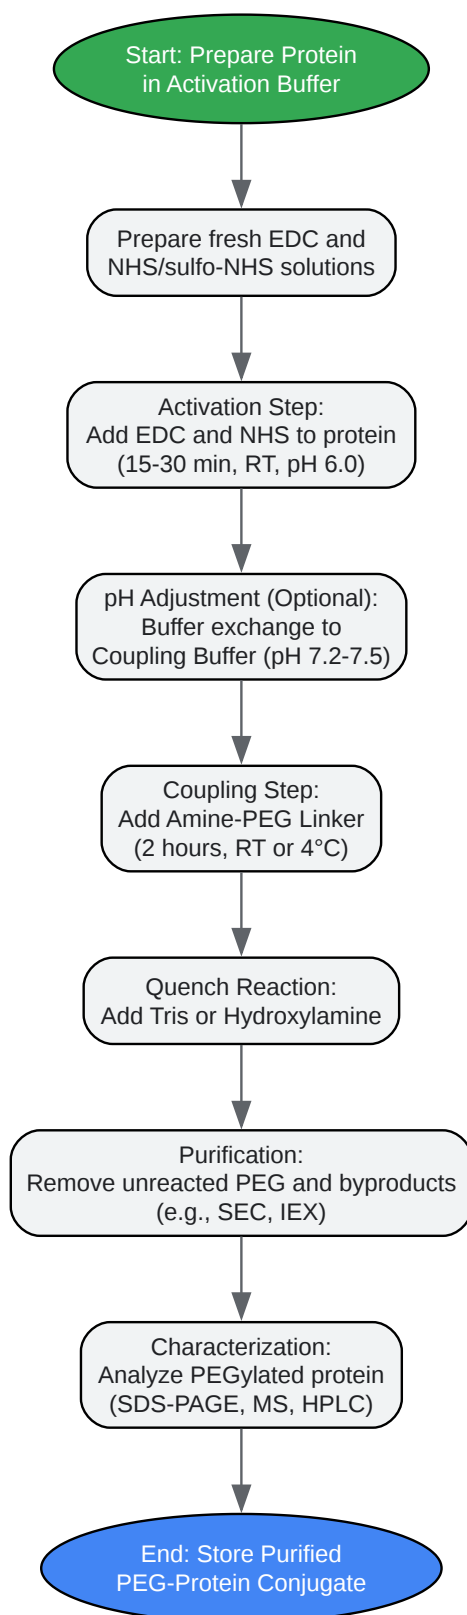 Start: Prepare Protein
in Activation Buffer
Prepare fresh EDC and
NHS/sulfo-NHS solutions
Activation Step:
Add EDC and NHS to protein
(15-30 min, RT, pH 6.0)
pH Adjustment (Optional):
Buffer exchange to
Coupling Buffer (pH 7.2-7.5)
Coupling Step:
Add Amine-PEG Linker
(2 hours, RT or 4°C)
Quench Reaction:
Add Tris or Hydroxylamine
Purification:
Remove unreacted PEG and byproducts
(e.g., SEC, IEX)
Characterization:
Analyze PEGylated protein
(SDS-PAGE, MS, HPLC)
End: Store Purified
PEG-Protein Conjugate